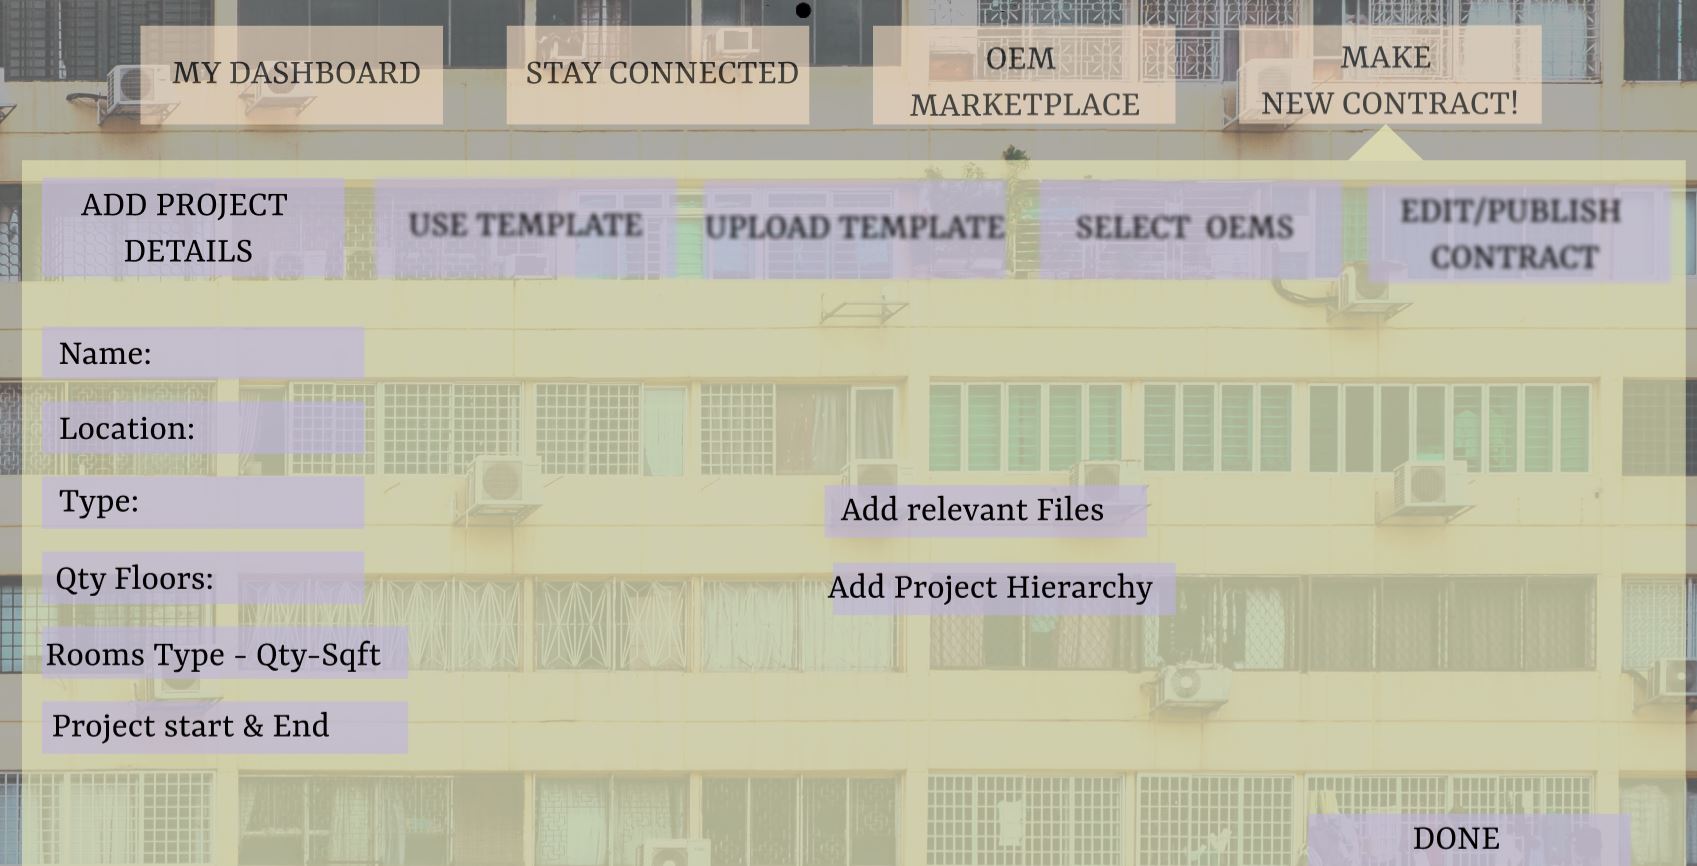 MY DASHBOARD
STAY CONNECTED
OEM
MARKETPLACE
MAKE
NEW CONTRACT!
ADD PROJECT
DETAILS
USE TEMPLATE
UPLOAD TEMPLATE
SELECT OEMS
EDIT/PUBLISH
CONTRACT
Name:
Location:
Type:
Qty Floors:
Rooms Type - Qty-Sqft
Project start & End
Add relevant Files
Add Project Hierarchy
DONE